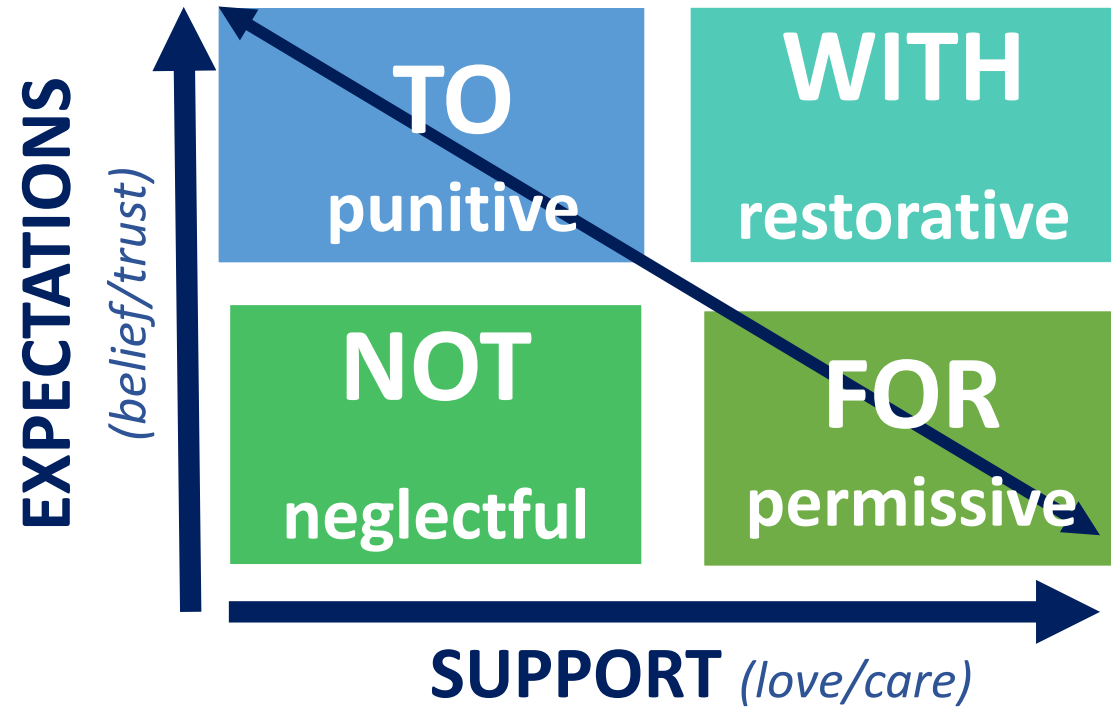 EXPECTATIONS
(belief/trust)
TO
punitive
WITH
restorative
NOT
neglectful
FOR
permissive
SUPPORT (love/care)